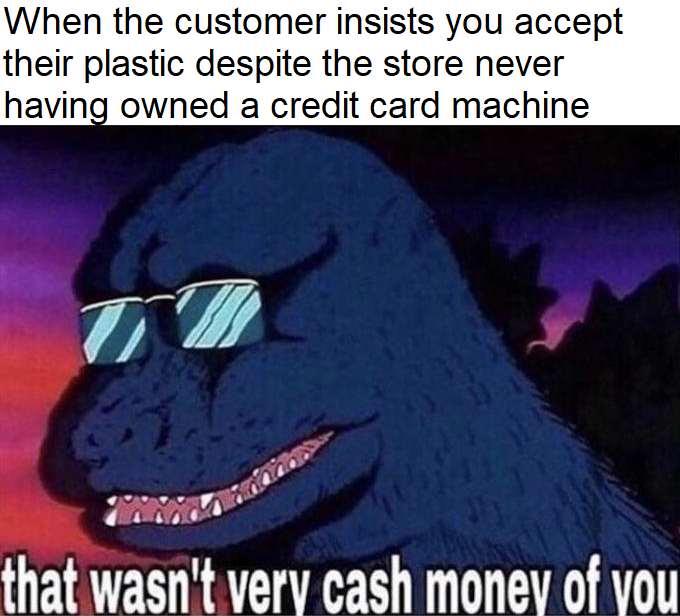 When the customer insists you accept
their plastic despite the store never
having owned a credit card machine
that wasn't very cash money of you